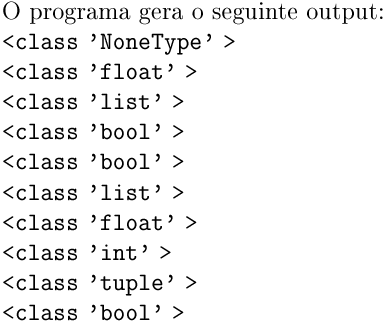 O programa gera o seguinte output:
<class ’NoneType’ >
<class ’float’ >
<class ’list’ >
<class ’bool’ >
<class ’bool’ >
<class ’list’ >
<class ’float’ >
<class ’int’ >
<class ’tuple’ >
<class ’bool’ >